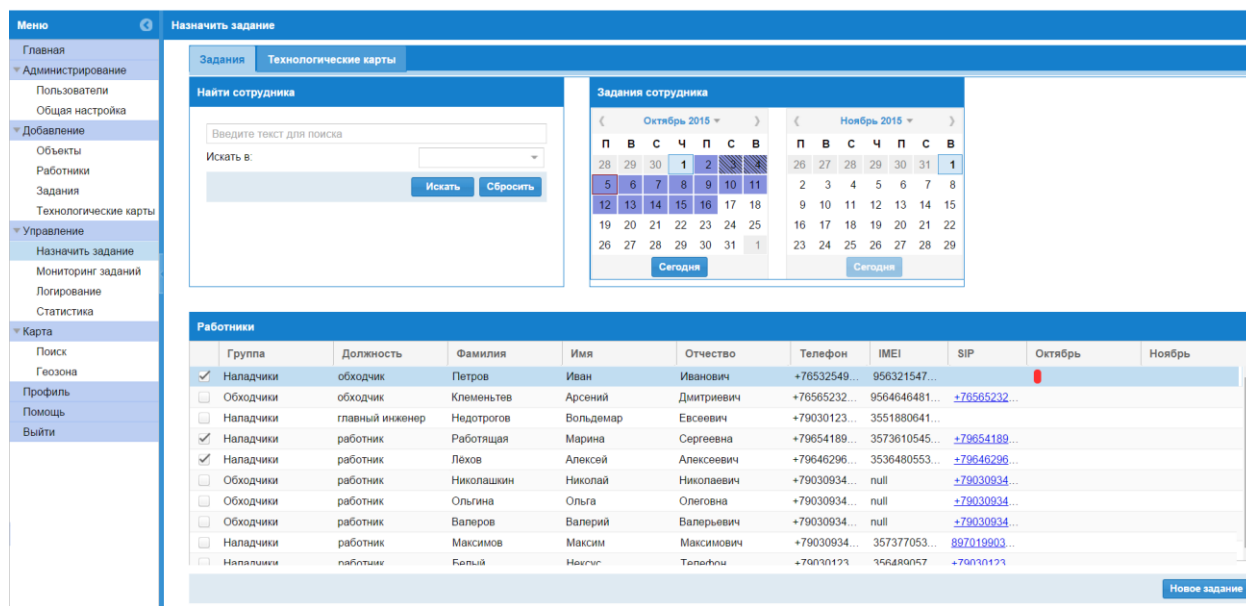 Меню
Назначить задание
Главная
Администрирование
Пользователи
Общая настройка
Добавление
Объекты
Работники
Задания
Технологические карты
Управление
Назначить задание
Мониторинг заданий
Логирование
Статистика
Карта
Поиск
Геозона
Профиль
Помощь
Выйти
Задания Технологические карты
Найти сотрудника
Введите текст для поиска
Искать в:
Искать Сбросить
Задания сотрудника
Октябрь 2015
П В С Ч П С В
28 29 30 1 2 3 4
5 6 7 8 9 10 11
12 13 14 15 16 17 18
19 20 21 22 23 24 25
26 27 28 29 30 31 1
Сегодня
Ноябрь 2015
П В С Ч П С В
26 27 28 29 30 31 1
2 3 4 5 6 7 8
9 10 11 12 13 14 15
16 17 18 19 20 21 22
23 24 25 26 27 28 29
Сегодня
Работники
Группа Должность Фамилия Имя Отчество Телефон IMEI SIP Октябрь Ноябрь
Наладчики обходчик Петров Иван Иванович +76532549... 956321547...
Обходчики обходчик Клеменьтев Арсений Дмитриевич +76565232... 9564646481... +76565232...
Наладчики главный инженер Недотрогов Вольдемар Евсеевич +79030123... 3551880641...
Наладчики работник Работящая Марина Сергеевна +79654189... 3573610545... +79654189...
Наладчики работник Лёхов Алексей Алексеевич +79646296... 3536480553... +79646296...
Обходчики работник Николашкин Николай Николаевич +79030934... null +79030934...
Обходчики работник Ольгина Ольга Олеговна +79030934... null +79030934...
Обходчики работник Валеров Валерий Валерьевич +79030934... null +79030934...
Наладчики работник Максимов Максим Максимович +79030934... 357377053... 897019903...
Наладчики работник Белый Нексус Телефон +79030123... 356489057... +79030123...
Новое задание